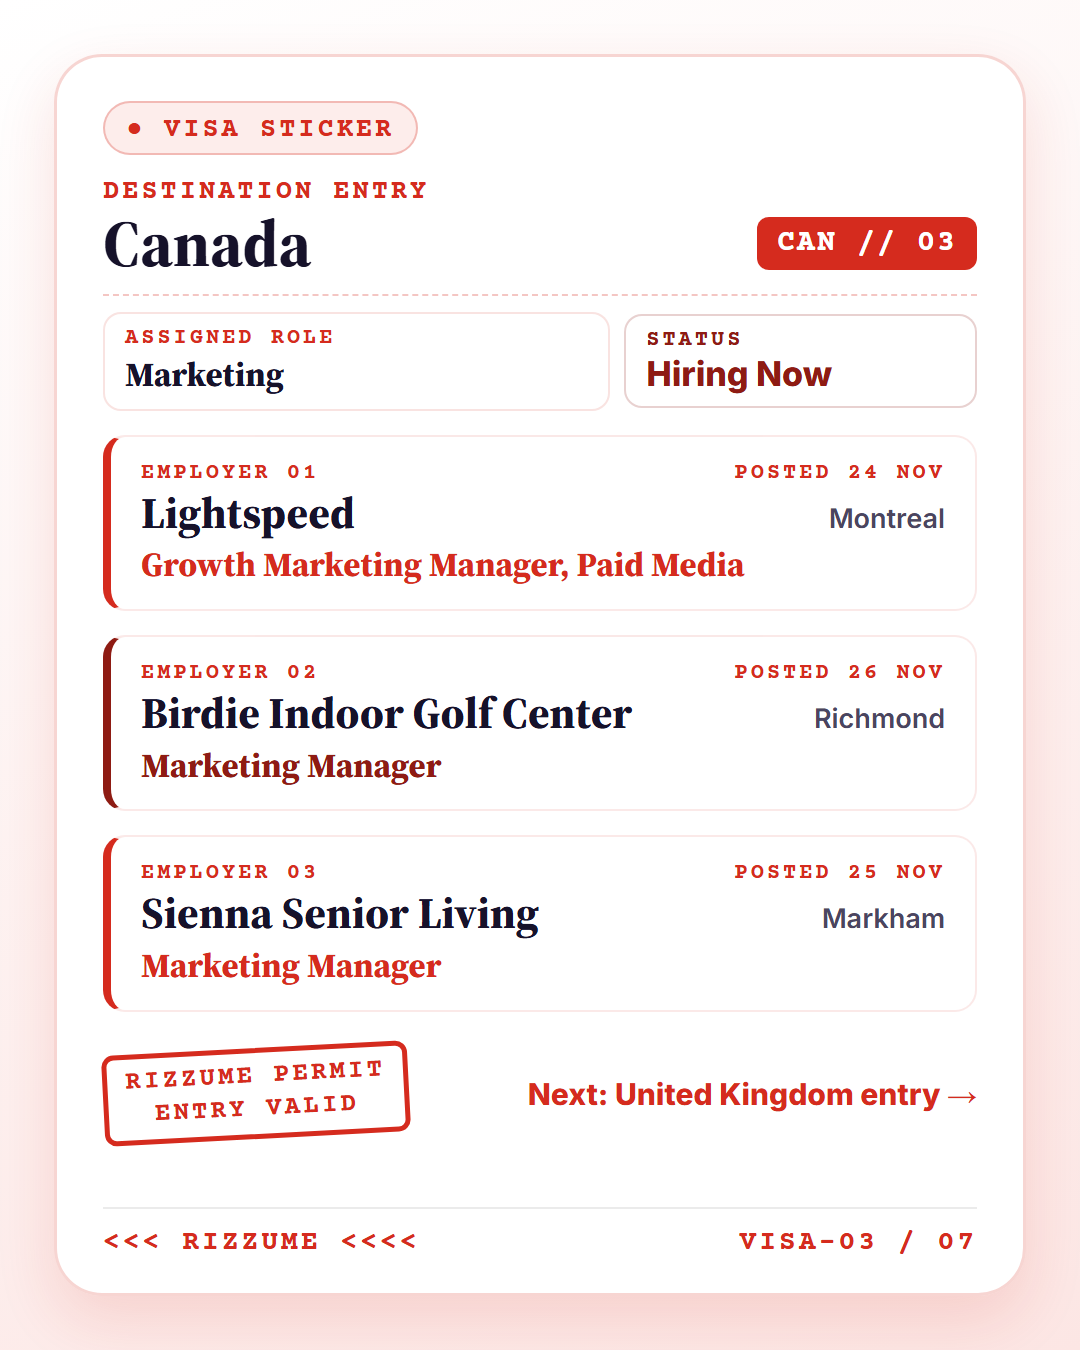 • VISA STICKER
DESTINATION ENTRY
Canada
CAN // 03
ASSIGNED ROLE
Marketing
STATUS
Hiring Now
EMPLOYER 01
POSTED 24 NOV
Lightspeed
Montreal
Growth Marketing Manager, Paid Media
EMPLOYER 02
POSTED 26 NOV
Birdie Indoor Golf Center
Richmond
Marketing Manager
EMPLOYER 03
POSTED 25 NOV
Sienna Senior Living
Markham
Marketing Manager
RIZZUME PERMIT
ENTRY VALID
Next: United Kingdom entry →
<<< RIZZUME <<<<
VISA-03 / 07